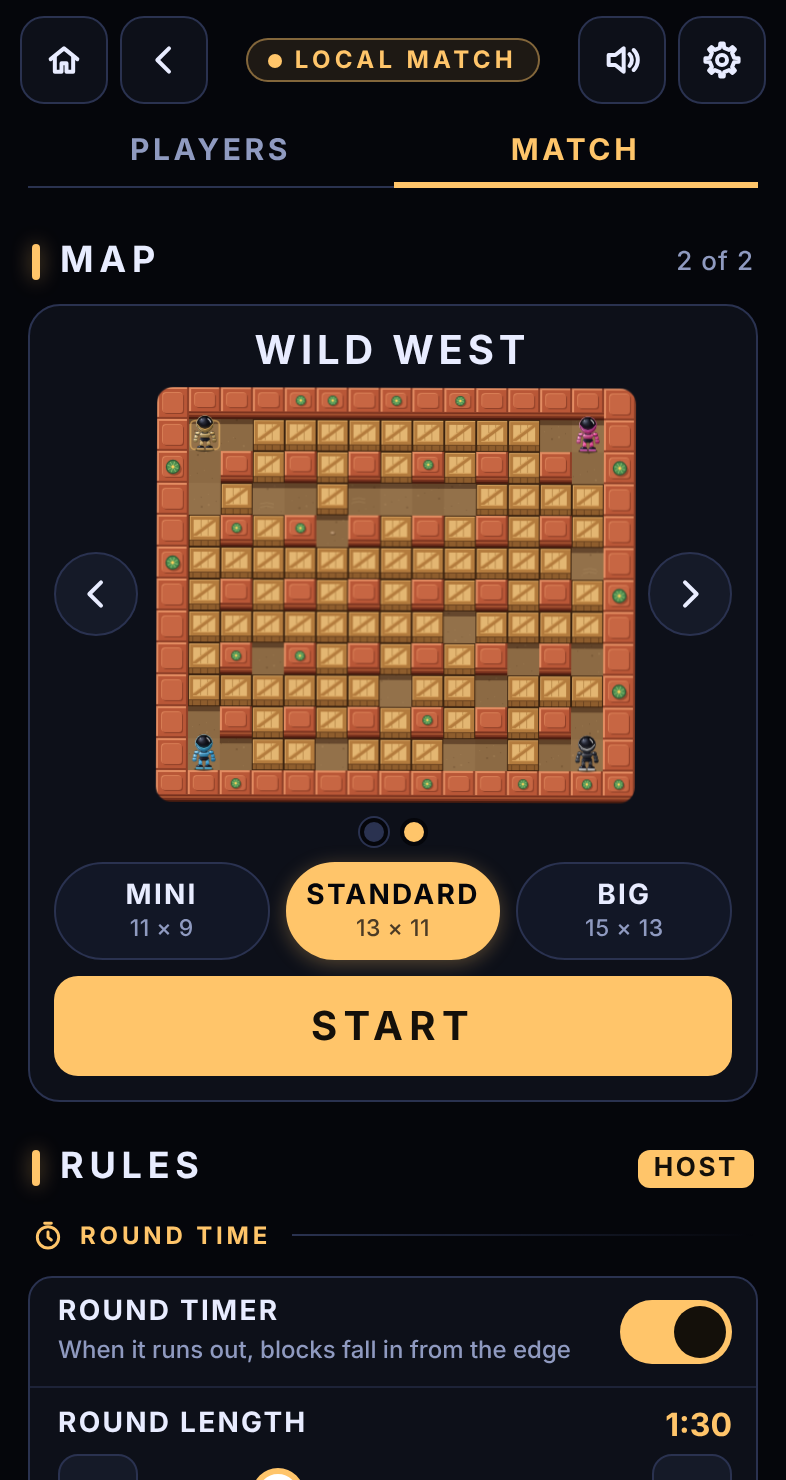 LOCAL MATCH
PLAYERS
MATCH
MAP
2 of 2
WILD WEST
MINI
11 × 9
STANDARD
13 × 11
BIG
15 × 13
START
RULES
HOST
ROUND TIME
ROUND TIMER
When it runs out, blocks fall in from the edge
ROUND LENGTH
1:30